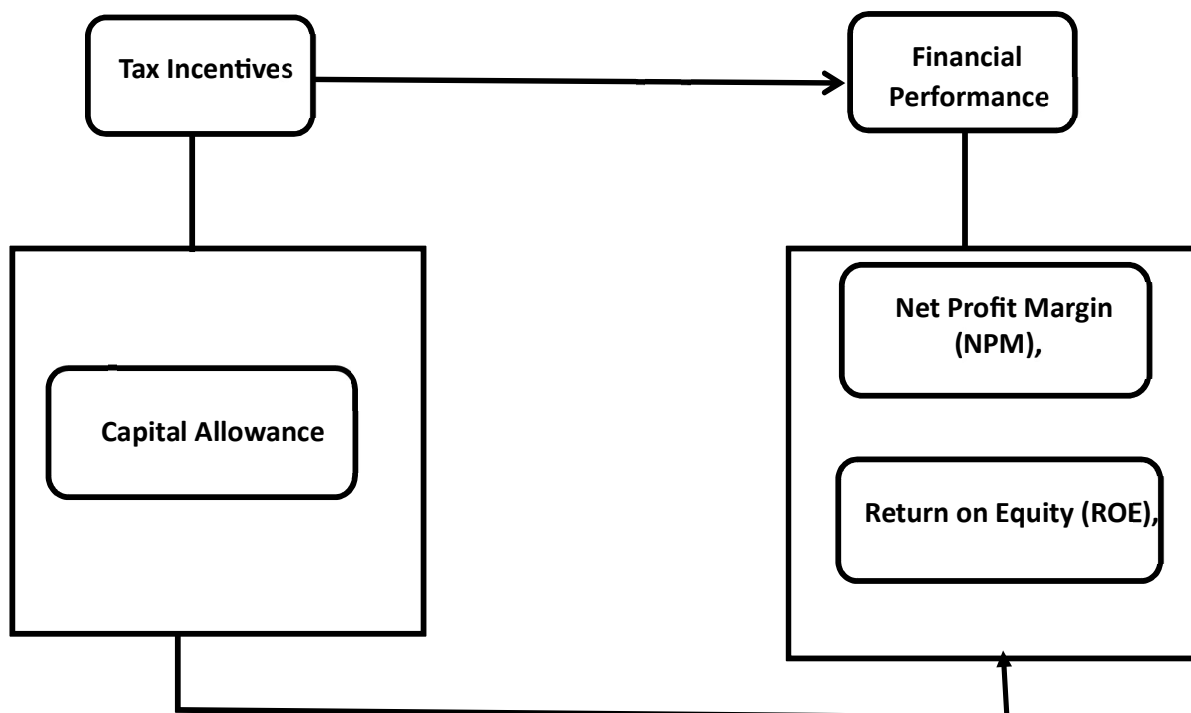 Tax Incentives
Financial
Performance
Net Profit Margin
(NPM),
Capital Allowance
Return on Equity (ROE),